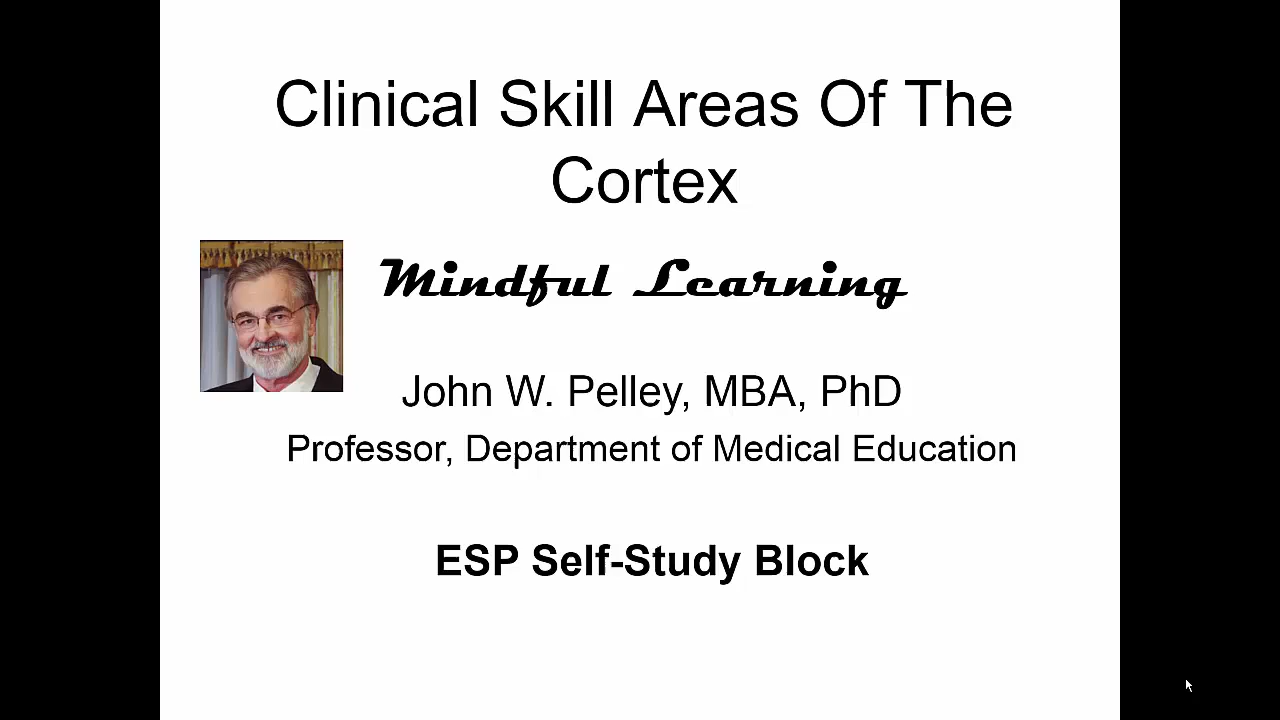 Clinical Skill Areas Of The
Cortex
Mindful Learning
John W. Pelley, MBA, PhD
Professor, Department of Medical Education
ESP Self-Study Block